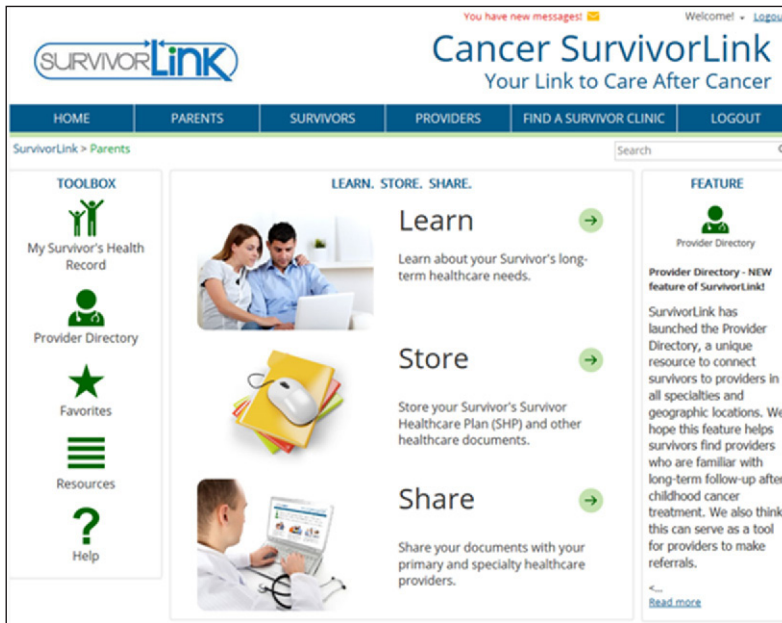 You have new messages!
Welcome!
Logou
SURVIVORLiNK
Cancer SurvivorLink
Your Link to Care After Cancer
HOME PARENTS SURVIVORS PROVIDERS FIND A SURVIVOR CLINIC LOGOUT
SurvivorLink > Parents
Search
TOOLBOX
My Survivor's Health
Record
Provider Directory
Favorites
Resources
?
Help
LEARN. STORE. SHARE.
Learn
Learn about your Survivor's long-
term healthcare needs.
Store
Store your Survivor's Survivor
Healthcare Plan (SHP) and other
healthcare documents.
Share
Share your documents with your
primary and specialty healthcare
providers.
FEATURE
Provider Directory
Provider Directory - NEW
feature of SurvivorLink!
SurvivorLink has
launched the Provider
Directory, a unique
resource to connect
survivors to providers in
all specialties and
geographic locations. We
hope this feature helps
survivors find providers
who are familiar with
long-term follow-up after
childhood cancer
treatment. We also think
this can serve as a tool
for providers to make
referrals.
<...
Read more